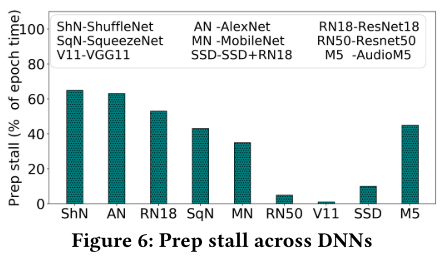 ShN-ShuffleNet AN -AlexNet RN18-ResNet18
SqN-SqueezeNet MN -MobileNet RN50-Resnet50
V11-VGG11 SSD-SSD+RN18 M5 -AudioM5
Prep stall (% of epoch time)
100
80
60
40
20
0
ShN AN RN18 SqN MN RN50 V11 SSD M5
Figure 6: Prep stall across DNNs